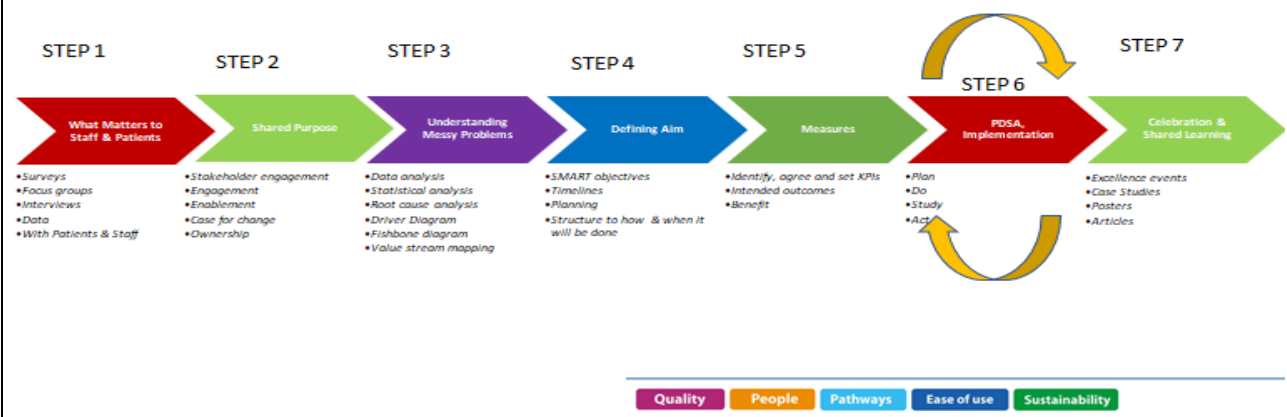 STEP 1
STEP 2
STEP 3
STEP 4
STEP 5
STEP 6
STEP 7
What Matters to
Staff & Patients
Shared Purpose
Understanding
Messy Problems
Defining Aim
Measures
PDSA,
Implementation
Celebration &
Shared Learning
•Surveys
•Focus groups
•Interviews
•Data
•With Patients & Staff
•Stakeholder engagement
•Engagement
•Enablement
•Case for change
•Ownership
•Data analysis
•Statistical analysis
•Root cause analysis
•Driver Diagram
•Fishbone diagram
•Value stream mapping
•SMART objectives
•Timelines
•Planning
•Structure to how & when it
will be done
•Identify, agree and set KPIs
•Intended outcomes
•Benefit
•Plan
•Do
•Study
•Act
•Excellence events
•Case Studies
•Posters
•Articles
Quality
People
Pathways
Ease of use
Sustainability